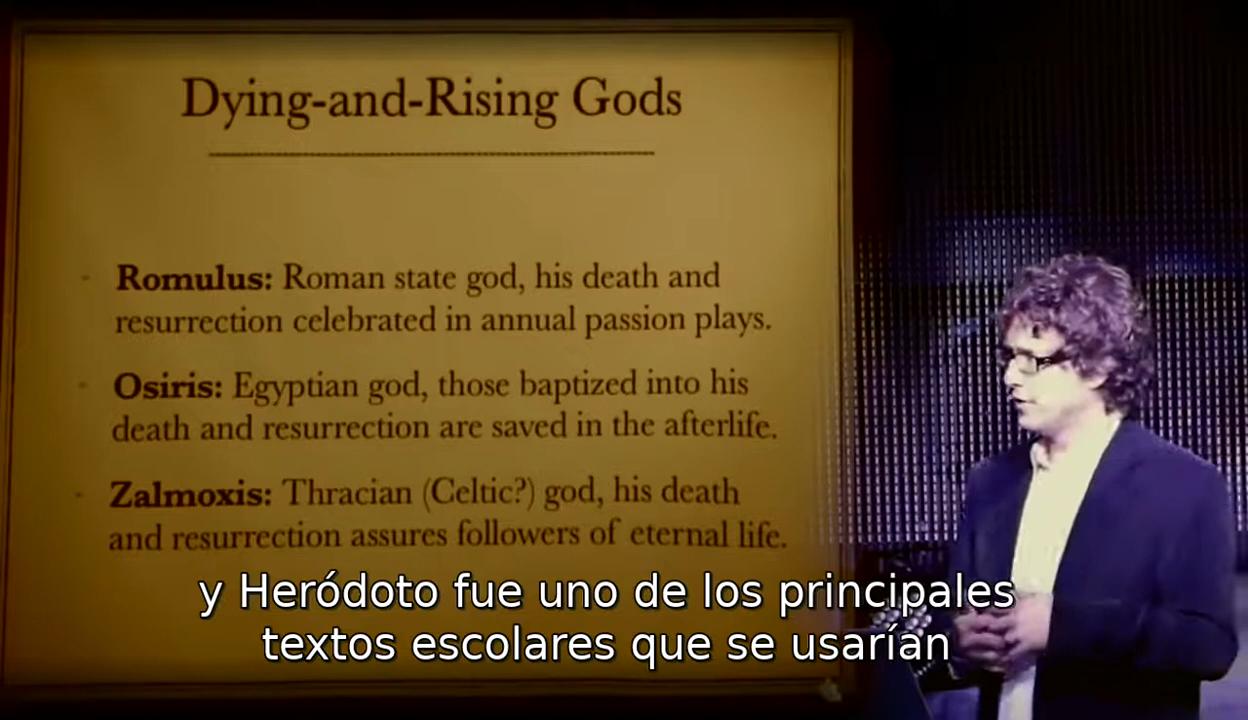 Dying-and-Rising Gods
Romulus: Roman state god, his death and
resurrection celebrated in annual passion plays.
Osiris: Egyptian god, those baptized into his
death and resurrection are saved in the afterlife.
Zalmoxis: Thracian (Celtic?) god, his death
and resurrection assures followers of eternal life.
y Heródoto fue uno de los principales
textos escolares que se usarían